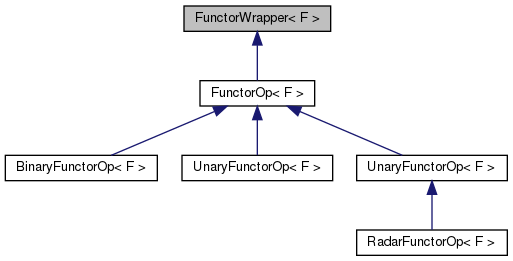 FunctorWrapper< F >
FunctorOp< F >
BinaryFunctorOp< F >
UnaryFunctorOp< F >
UnaryFunctorOp< F >
RadarFunctorOp< F >